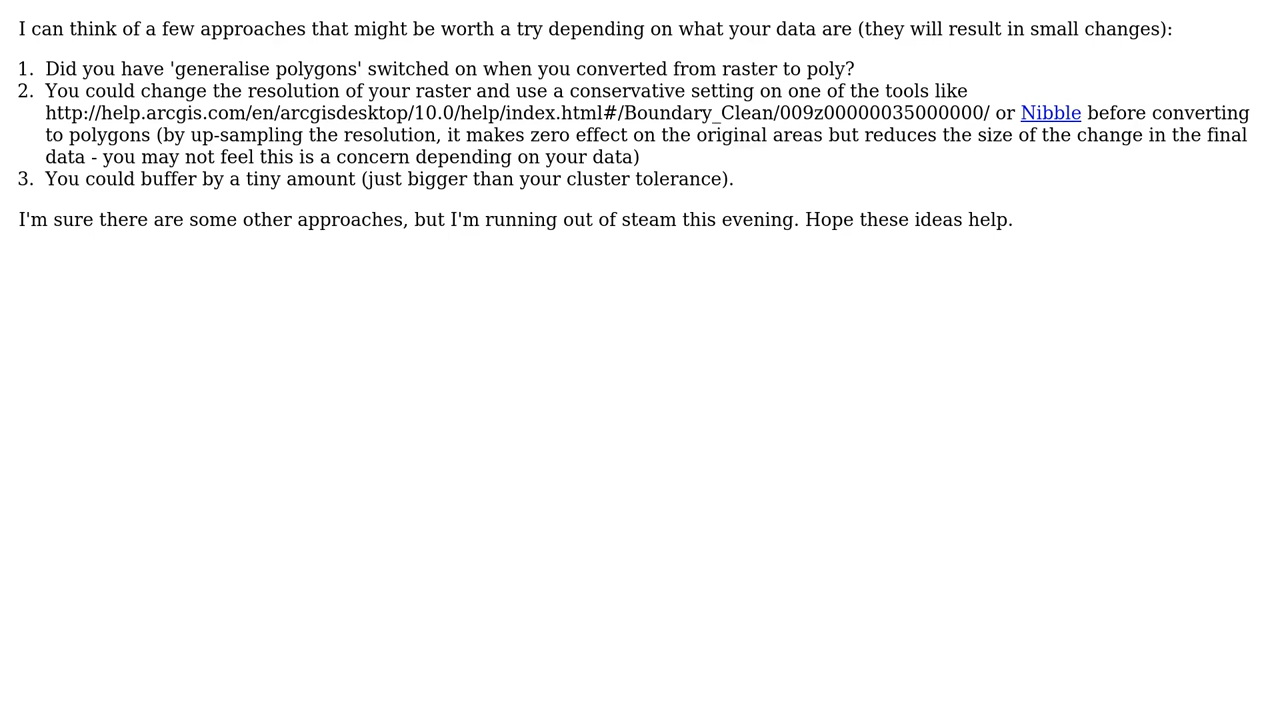 I can think of a few approaches that might be worth a try depending on what your data are (they will result in small changes):
1. Did you have 'generalise polygons' switched on when you converted from raster to poly?
2. You could change the resolution of your raster and use a conservative setting on one of the tools like
http://help.arcgis.com/en/arcgisdesktop/10.0/help/index.html#/Boundary_Clean/009z00000035000000/ or Nibble before converting
to polygons (by up-sampling the resolution, it makes zero effect on the original areas but reduces the size of the change in the final
data - you may not feel this is a concern depending on your data)
3. You could buffer by a tiny amount (just bigger than your cluster tolerance).
I'm sure there are some other approaches, but I'm running out of steam this evening. Hope these ideas help.